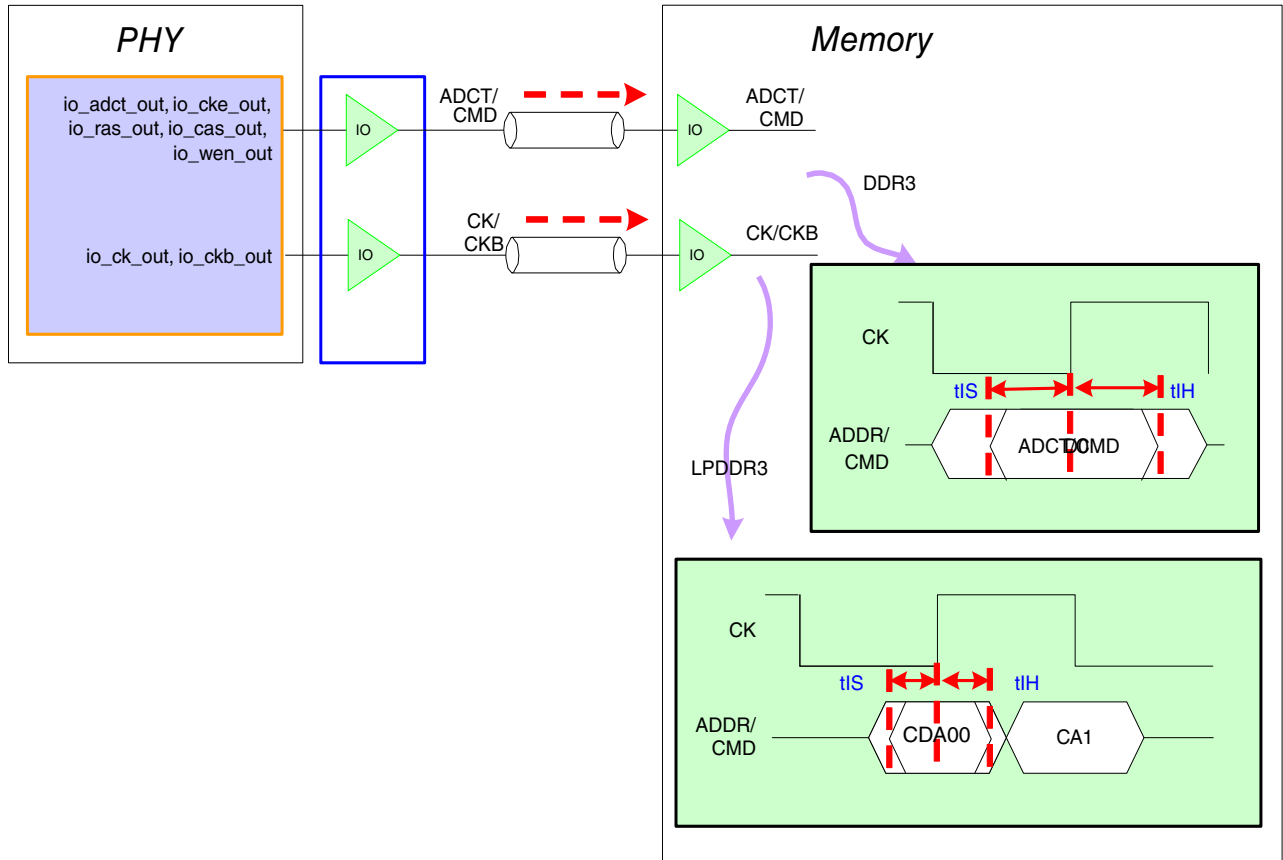 PHY
io_adct_out, io_cke_out,
io_ras_out, io_cas_out,
io_wen_out
io_ck_out, io_ckb_out
IO
IO
ADCT/
CMD
CK/
CKB
Memory
IO
ADCT/
CMD
IO
CK/CKB
DDR3
CK
tIS
tIH
ADDR/
CMD
LPDDR3
CK
tIS
tIH
ADDR/
CMD
CA1